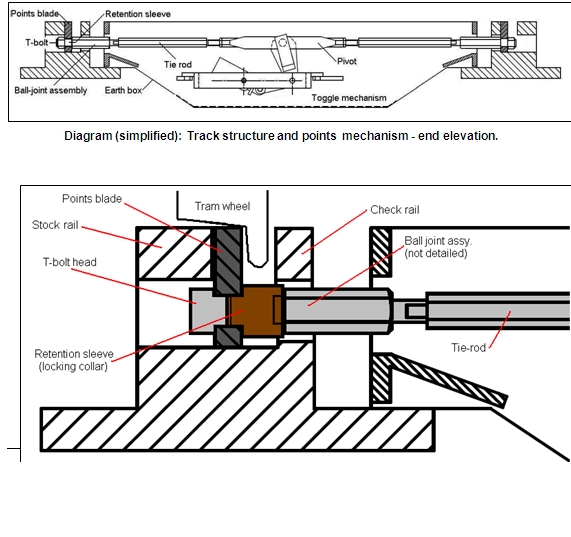 Points blade
Retention sleeve
T-bolt
Tie rod
Pivot
Ball-joint assembly
Earth box
Toggle mechanism
Diagram (simplified): Track structure and points mechanism - end elevation.
Points blade
Tram wheel
Stock rail
Check rail
T-bolt head
Ball joint assy.
(not detailed)
Retention sleeve
(locking collar)
Tie-rod